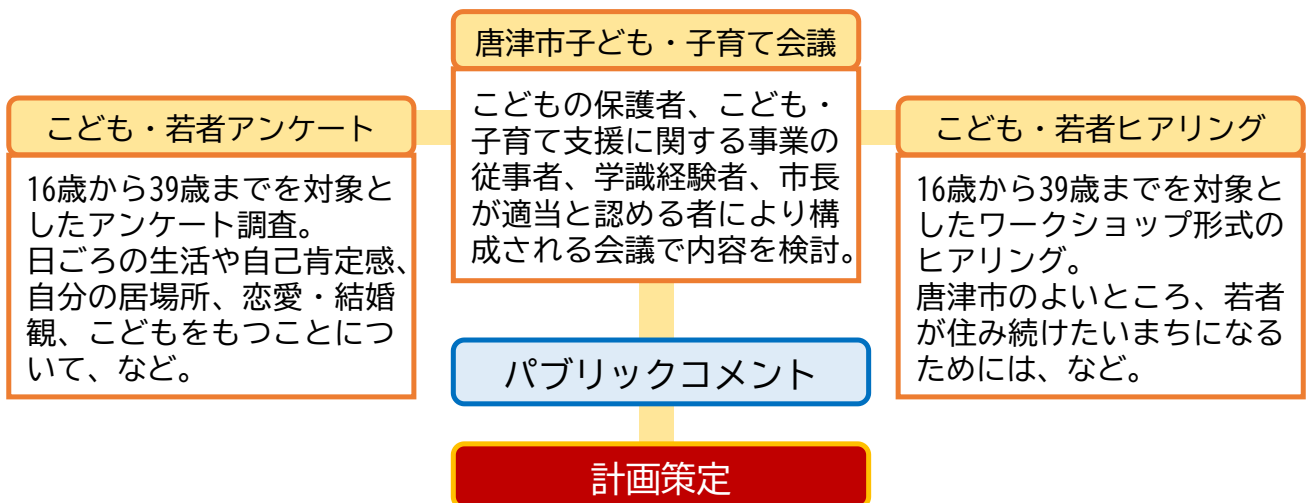 唐津市子ども・子育て会議
こどもの保護者、こども・
子育て支援に関する事業の
従事者、学識経験者、市長
が適当と認める者により構
成される会議で内容を検討。
こども・若者アンケート
16歳から39歳までを対象と
したアンケート調査。
日ごろの生活や自己肯定感、
自分の居場所、恋愛・結婚
観、こどもをもつことにつ
いて、など。
こども・若者ヒアリング
16歳から39歳までを対象と
したワークショップ形式の
ヒアリング。
唐津市のよいところ、若者
が住み続けたいまちになる
ためには、など。
パブリックコメント
計画策定